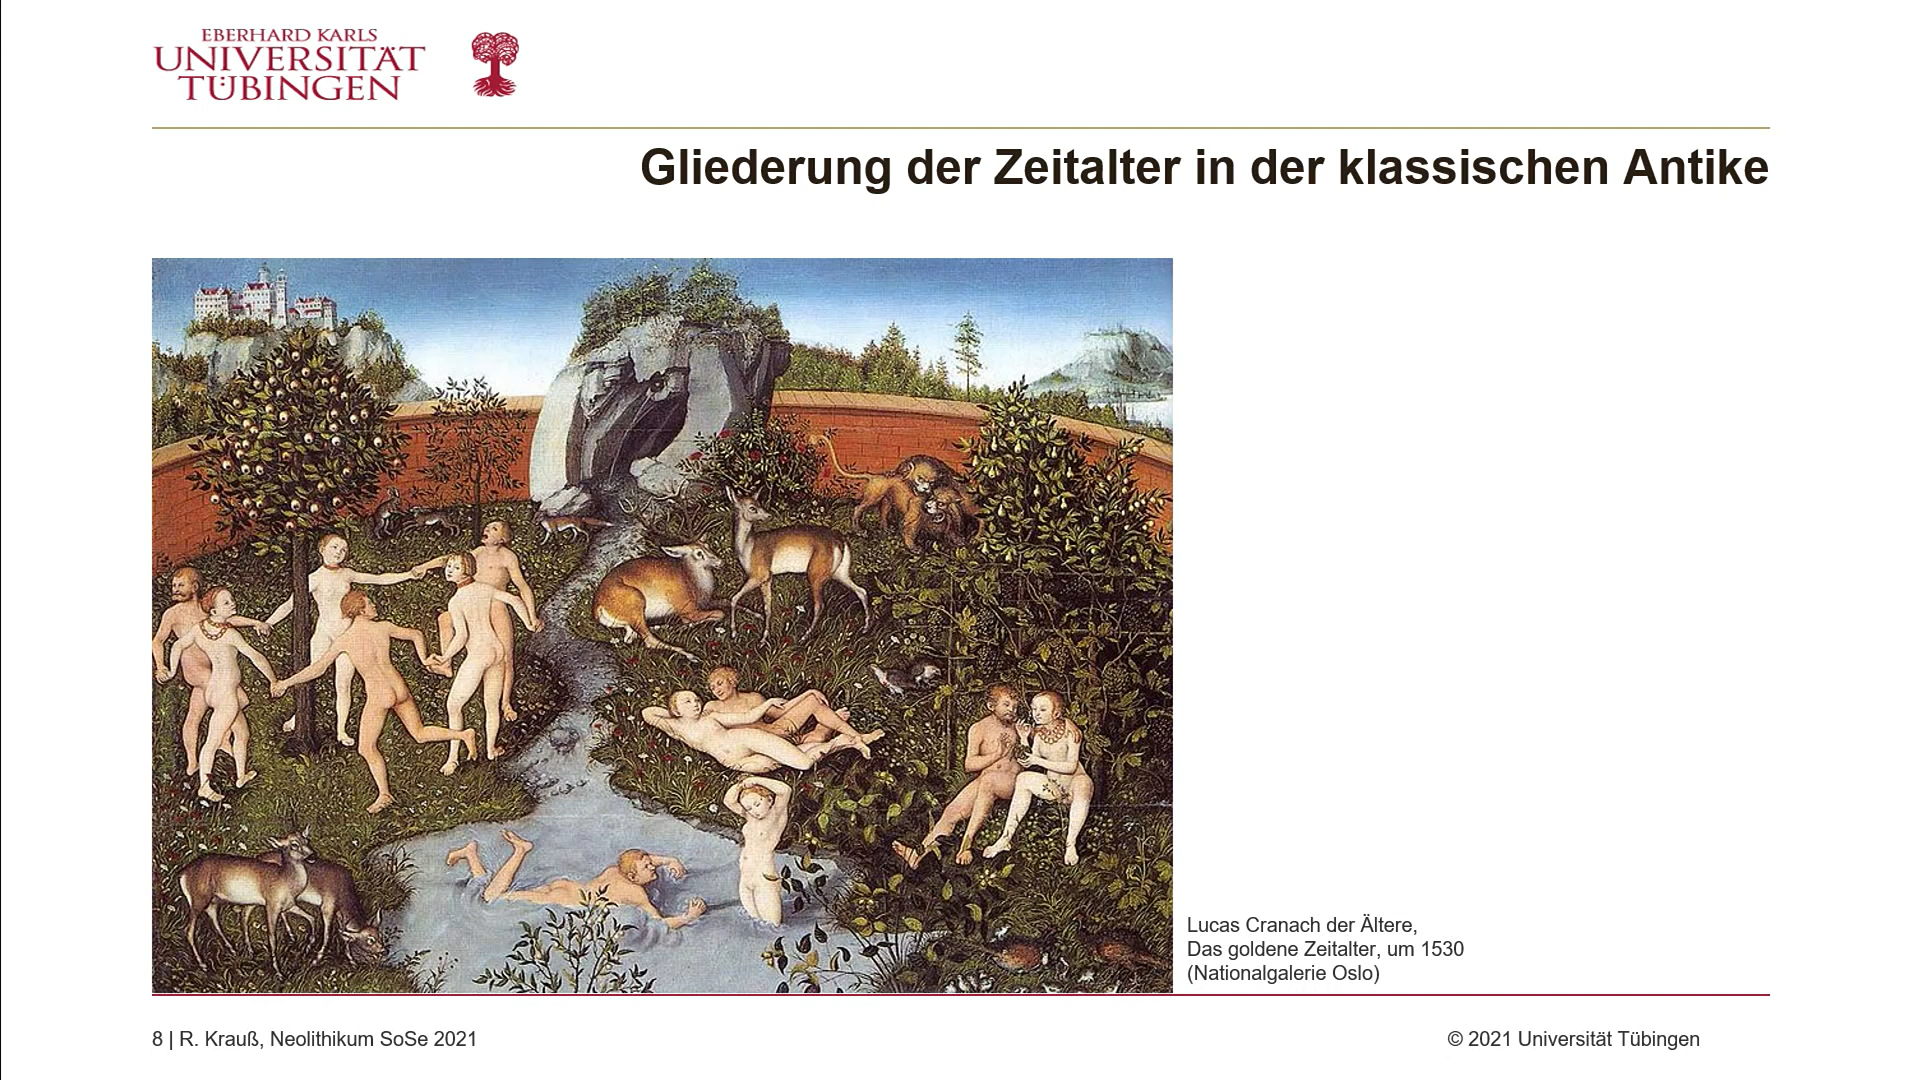 EBERHARD KARLS
UNIVERSITÄT
TÜBINGEN
Gliederung der Zeitalter in der klassischen Antike
Lucas Cranach der Ältere,
Das goldene Zeitalter, um 1530
(Nationalgalerie Oslo)
8 | R. Krauß, Neolithikum SoSe 2021
© 2021 Universität Tübingen